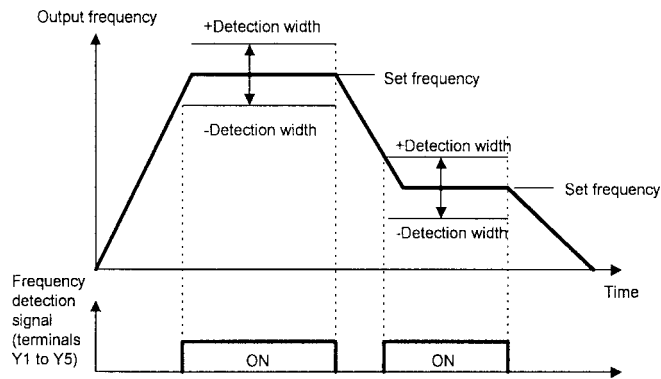 Output frequency
+Detection width
Set frequency
-Detection width
+Detection width
Set frequency
-Detection width
Time
Frequency
detection
signal
(terminals
Y1 to Y5)
ON
ON